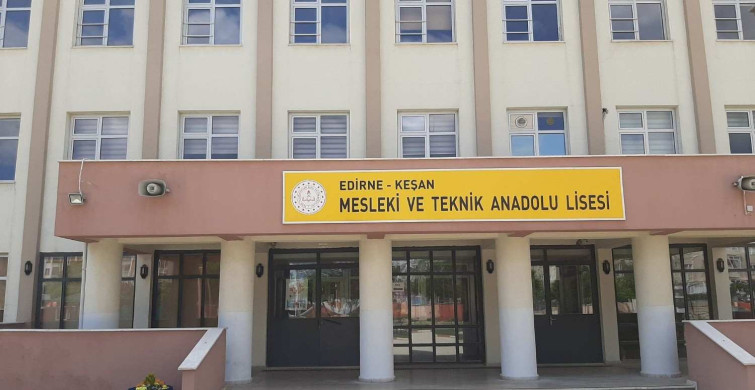 EDİRNE - KEŞAN
MESLEKİ VE TEKNİK ANADOLU LİSESİ